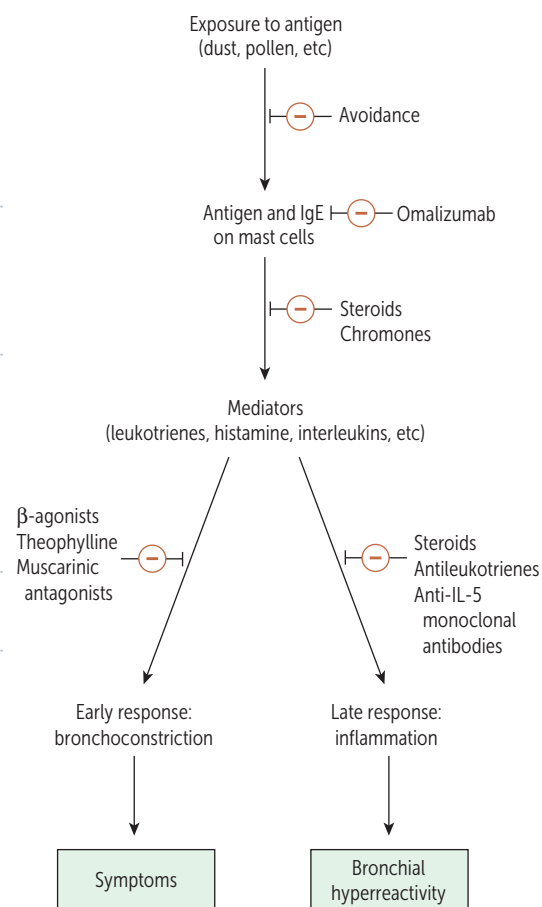 Exposure to antigen
(dust, pollen, etc)
Avoidance
Antigen and IgE
on mast cells
Omalizumab
Steroids
Chromones
Mediators
(leukotrienes, histamine, interleukins, etc)
β-agonists
Theophylline
Muscarinic
antagonists
Steroids
Antileukotrienes
Anti-IL-5
monoclonal
antibodies
Early response:
bronchoconstriction
Late response:
inflammation
Symptoms
Bronchial
hyperreactivity